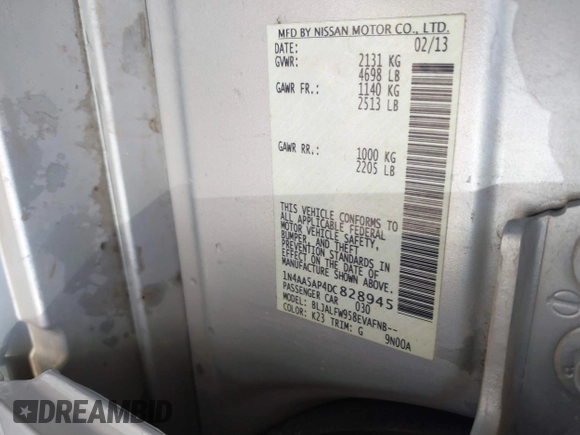 MFD BY NISSAN MOTOR CO., LTD.
DATE: 02/13
GVWR: 2131 KG
4698 LB
GAWR FR.: 1140 KG
2513 LB
GAWR RR.: 1000 KG
2205 LB
THIS VEHICLE CONFORMS TO
ALL APPLICABLE FEDERAL
MOTOR VEHICLE SAFETY,
BUMPER, AND THEFT
PREVENTION STANDARDS IN
EFFECT ON THE DATE OF
MANUFACTURE SHOWN ABOVE.
1N4AA5AP4DC828945
PASSENGER CAR 030
MODEL: BLJALFW958EVAFNB--
COLOR: K23 TRIM: G 9N00A
DREAMBID